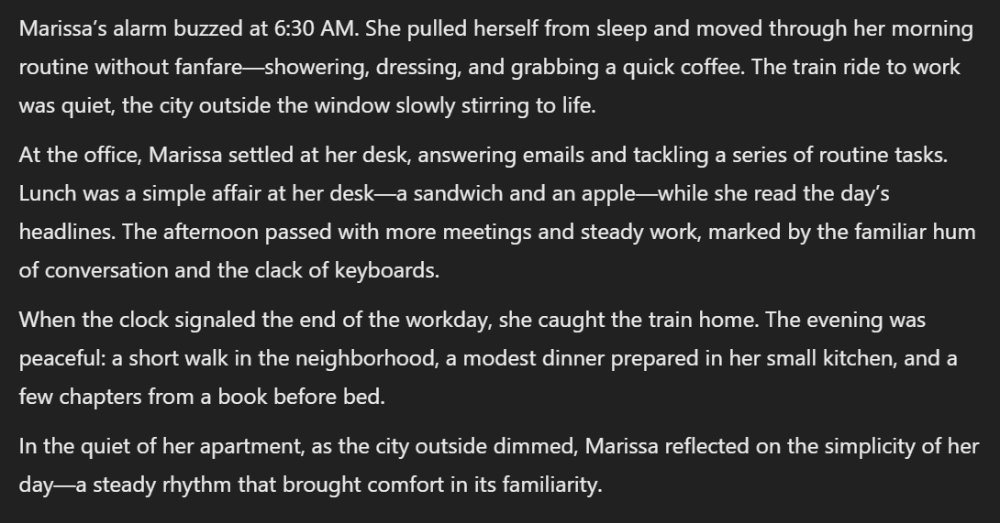 Marissa’s alarm buzzed at 6:30 AM. She pulled herself from sleep and moved through her morning
routine without fanfare—showering, dressing, and grabbing a quick coffee. The train ride to work
was quiet, the city outside the window slowly stirring to life.
At the office, Marissa settled at her desk, answering emails and tackling a series of routine tasks.
Lunch was a simple affair at her desk—a sandwich and an apple—while she read the day’s
headlines. The afternoon passed with more meetings and steady work, marked by the familiar hum
of conversation and the clack of keyboards.
When the clock signaled the end of the workday, she caught the train home. The evening was
peaceful: a short walk in the neighborhood, a modest dinner prepared in her small kitchen, and a
few chapters from a book before bed.
In the quiet of her apartment, as the city outside dimmed, Marissa reflected on the simplicity of her
day—a steady rhythm that brought comfort in its familiarity.